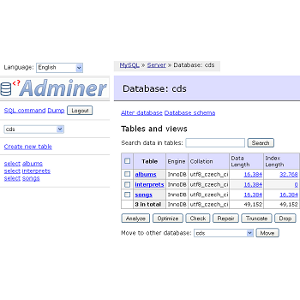 Language: English
Adminer
SQL command Dump Logout
cds
Create new table
select albums
select interprets
select songs
MySQL » Server » Database: cds
Database: cds
Alter database Database schema
Tables and views
Search data in tables: Search
Table Engine Collation Data Length Index Length
albums InnoDB utf8_czech_ci 16,384 32,768
interprets InnoDB utf8_czech_ci 16,384 0
songs InnoDB utf8_czech_ci 16,384 16,384
3 in total InnoDB utf8_czech_ci 49,152 49,152
Analyze Optimize Check Repair Truncate Drop
Move to other database: cds Move